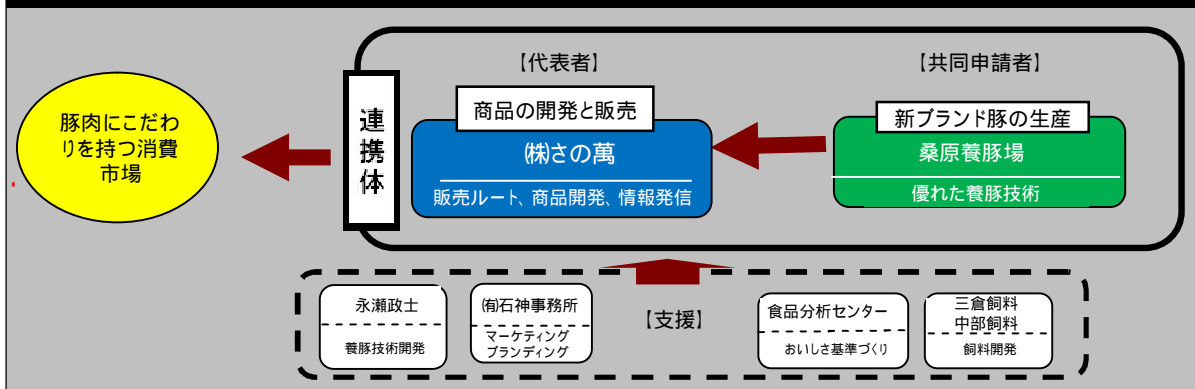 【代表者】
【共同申請者】
豚肉にこだわ
りを持つ消費
市場
連
携
体
商品の開発と販売
㈱さの萬
販売ルート、商品開発、情報発信
新ブランド豚の生産
桑原養豚場
優れた養豚技術
永瀬政士
養豚技術開発
㈲石神事務所
マーケティング
ブランディング
【支援】
食品分析センター
おいしさ基準づくり
三倉飼料
中部飼料
飼料開発